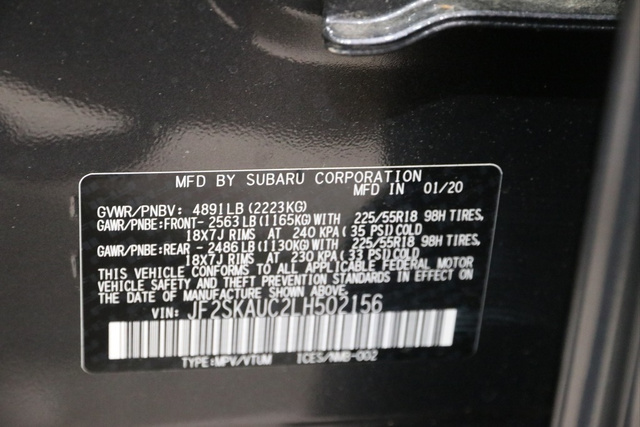 MFD BY SUBARU CORPORATION
MFD IN 01/20
GVWR/PNBV: 4891LB (2223KG)
GAWR/PNBE:FRONT-2563LB(1165KG)WITH 225/55R18 98H TIRES,
18X7J RIMS AT 240 KPA( 35 PSI)COLD
GAWR/PNBE:REAR -2486LB(1130KG)WITH 225/55R18 98H TIRES,
18X7J RIMS AT 230 KPA( 33 PSI)COLD
THIS VEHICLE CONFORMS TO ALL APPLICABLE FEDERAL MOTOR
VEHICLE SAFETY AND THEFT PREVENTION STANDARDS IN EFFECT ON
THE DATE OF MANUFACTURE SHOWN ABOVE.
VIN: JF2SKAUC2LH502156
TYPE:MPV/VTUM ICES/NMB-002